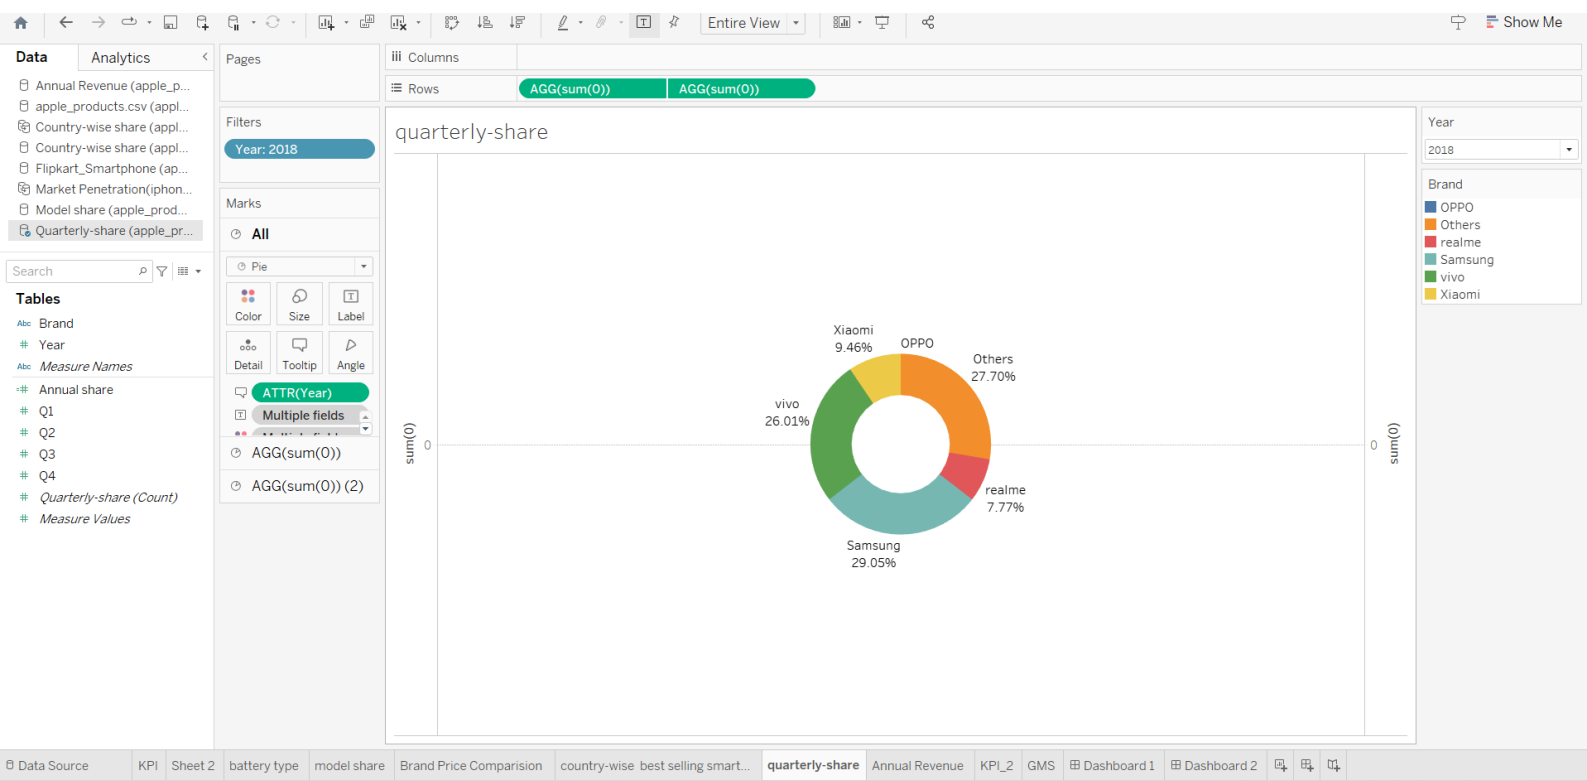 Entire View
Show Me
Data
Analytics
Annual Revenue (apple_p...
apple_products.csv (appl...
Country-wise share (appl...
Country-wise share (appl...
Flipkart_Smartphone (ap...
Market Penetration(iphon...
Model share (apple_prod...
Quarterly-share (apple_pr...
Search
Tables
Abc Brand
# Year
Abc Measure Names
=# Annual share
# Q1
# Q2
# Q3
# Q4
# Quarterly-share (Count)
# Measure Values
Pages
Filters
Year: 2018
Marks
All
Pie
Color
Size
Label
Detail
Tooltip
Angle
ATTR(Year)
Multiple fields
AGG(sum(0))
AGG(sum(0)) (2)
Columns
Rows
AGG(sum(0))
AGG(sum(0))
quarterly-share
sum(0)
0
Xiaomi
9.46%
OPPO
Others
27.70%
vivo
26.01%
realme
7.77%
Samsung
29.05%
0
sum(0)
Year
2018
Brand
OPPO
Others
realme
Samsung
vivo
Xiaomi
Data Source
KPI
Sheet 2
battery type
model share
Brand Price Comparision
country-wise best selling smart...
quarterly-share
Annual Revenue
KPI_2
GMS
Dashboard 1
Dashboard 2